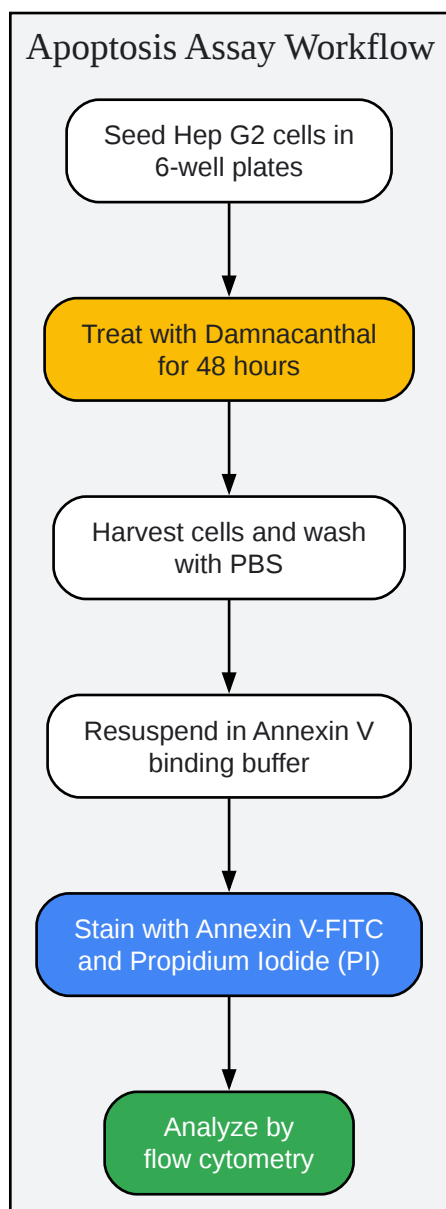 Apoptosis Assay Workflow
Seed Hep G2 cells in
6-well plates
Treat with Damnacanthal
for 48 hours
Harvest cells and wash
with PBS
Resuspend in Annexin V
binding buffer
Stain with Annexin V-FITC
and Propidium Iodide (PI)
Analyze by
flow cytometry